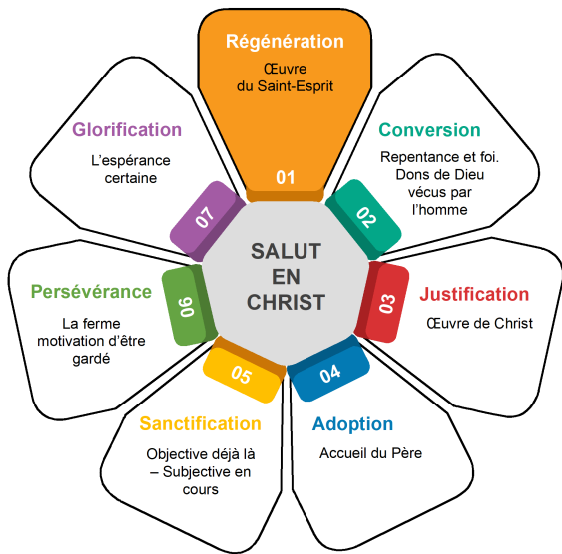 SALUT
EN
CHRIST
01
Régénération
Œuvre
du Saint-Esprit
02
Conversion
Repentance et foi.
Dons de Dieu
vécus par
l’homme
03
Justification
Œuvre de Christ
04
Adoption
Accueil du Père
05
Sanctification
Objective déjà là
– Subjective en
cours
06
Persévérance
La ferme
motivation d’être
gardé
07
Glorification
L’espérance
certaine